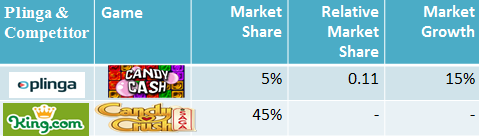 Plinga & Competitor Game Market Share Relative Market Share Market Growth
plinga CANDY CASH 5% 0.11 15%
King.com Candy Crush SAGA 45% - -